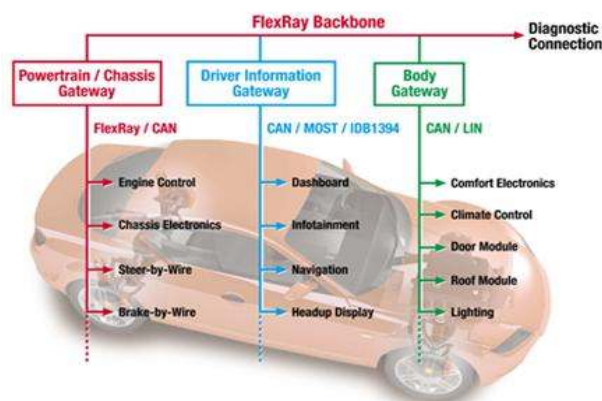 FlexRay Backbone
Diagnostic
Connection
Powertrain / Chassis
Gateway
FlexRay / CAN
Engine Control
Chassis Electronics
Steer-by-Wire
Brake-by-Wire
Driver Information
Gateway
CAN / MOST / IDB1394
Dashboard
Infotainment
Navigation
Headup Display
Body
Gateway
CAN / LIN
Comfort Electronics
Climate Control
Door Module
Roof Module
Lighting